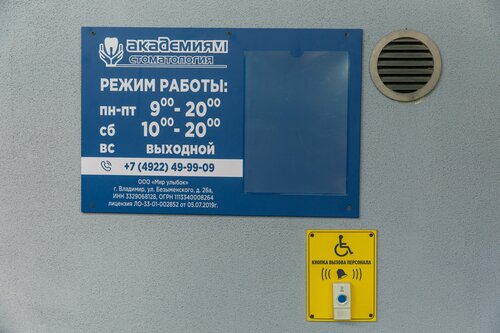 АКАДЕМИЯМ
СТОМАТОЛОГИЯ
РЕЖИМ РАБОТЫ:
ПН-ПТ 9⁰⁰- 20⁰⁰
СБ 10⁰⁰- 20⁰⁰
ВС ВЫХОДНОЙ
+7 (4922) 49-99-09
ООО «Мир улыбок»
г. Владимир, ул. Безыменского, д. 26а,
ИНН 3329068128, ОГРН 1113340008264
лицензия ЛО-33-01-002852 от 05.07.2019г.
КНОПКА ВЫЗОВА ПЕРСОНАЛА